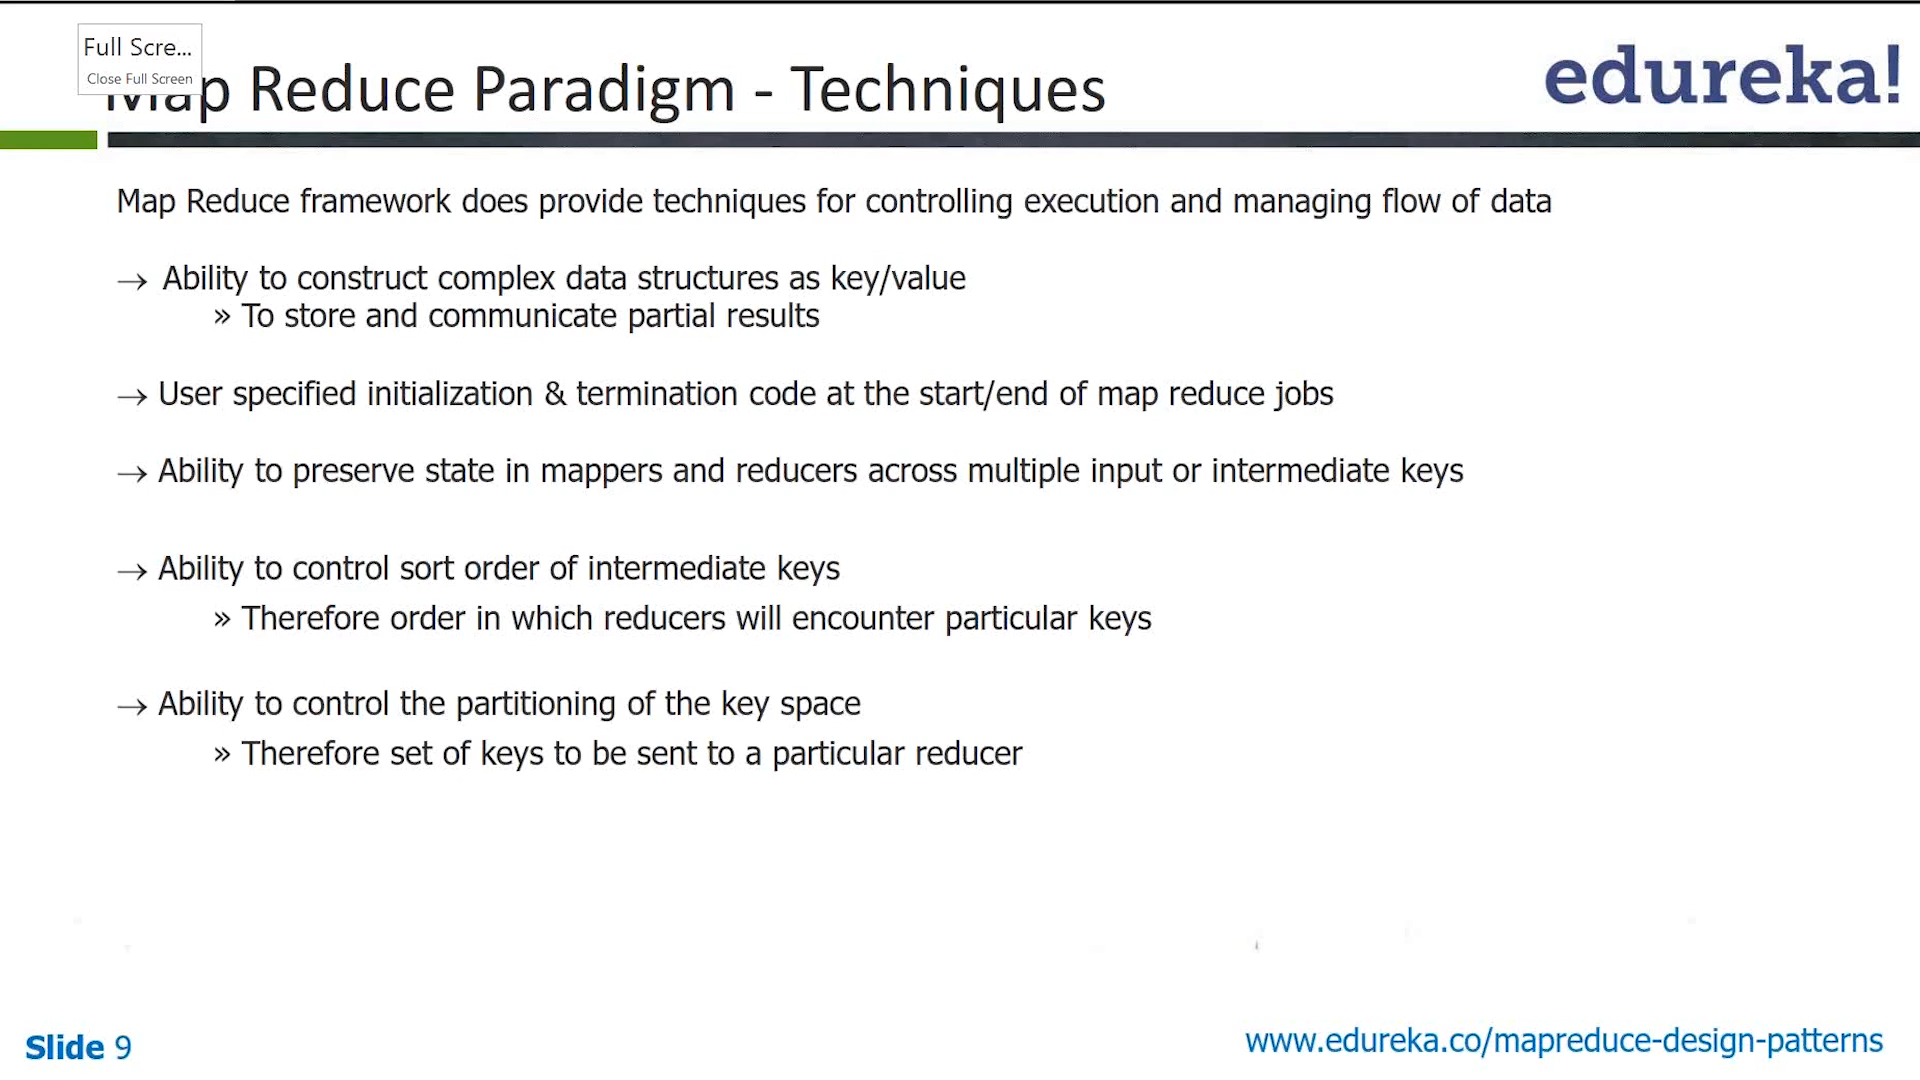 Full Scre...
Close Full Screen
Map Reduce Paradigm - Techniques
edureka!
Map Reduce framework does provide techniques for controlling execution and managing flow of data
→ Ability to construct complex data structures as key/value
» To store and communicate partial results
→ User specified initialization & termination code at the start/end of map reduce jobs
→ Ability to preserve state in mappers and reducers across multiple input or intermediate keys
→ Ability to control sort order of intermediate keys
» Therefore order in which reducers will encounter particular keys
→ Ability to control the partitioning of the key space
» Therefore set of keys to be sent to a particular reducer
Slide 9
www.edureka.co/mapreduce-design-patterns